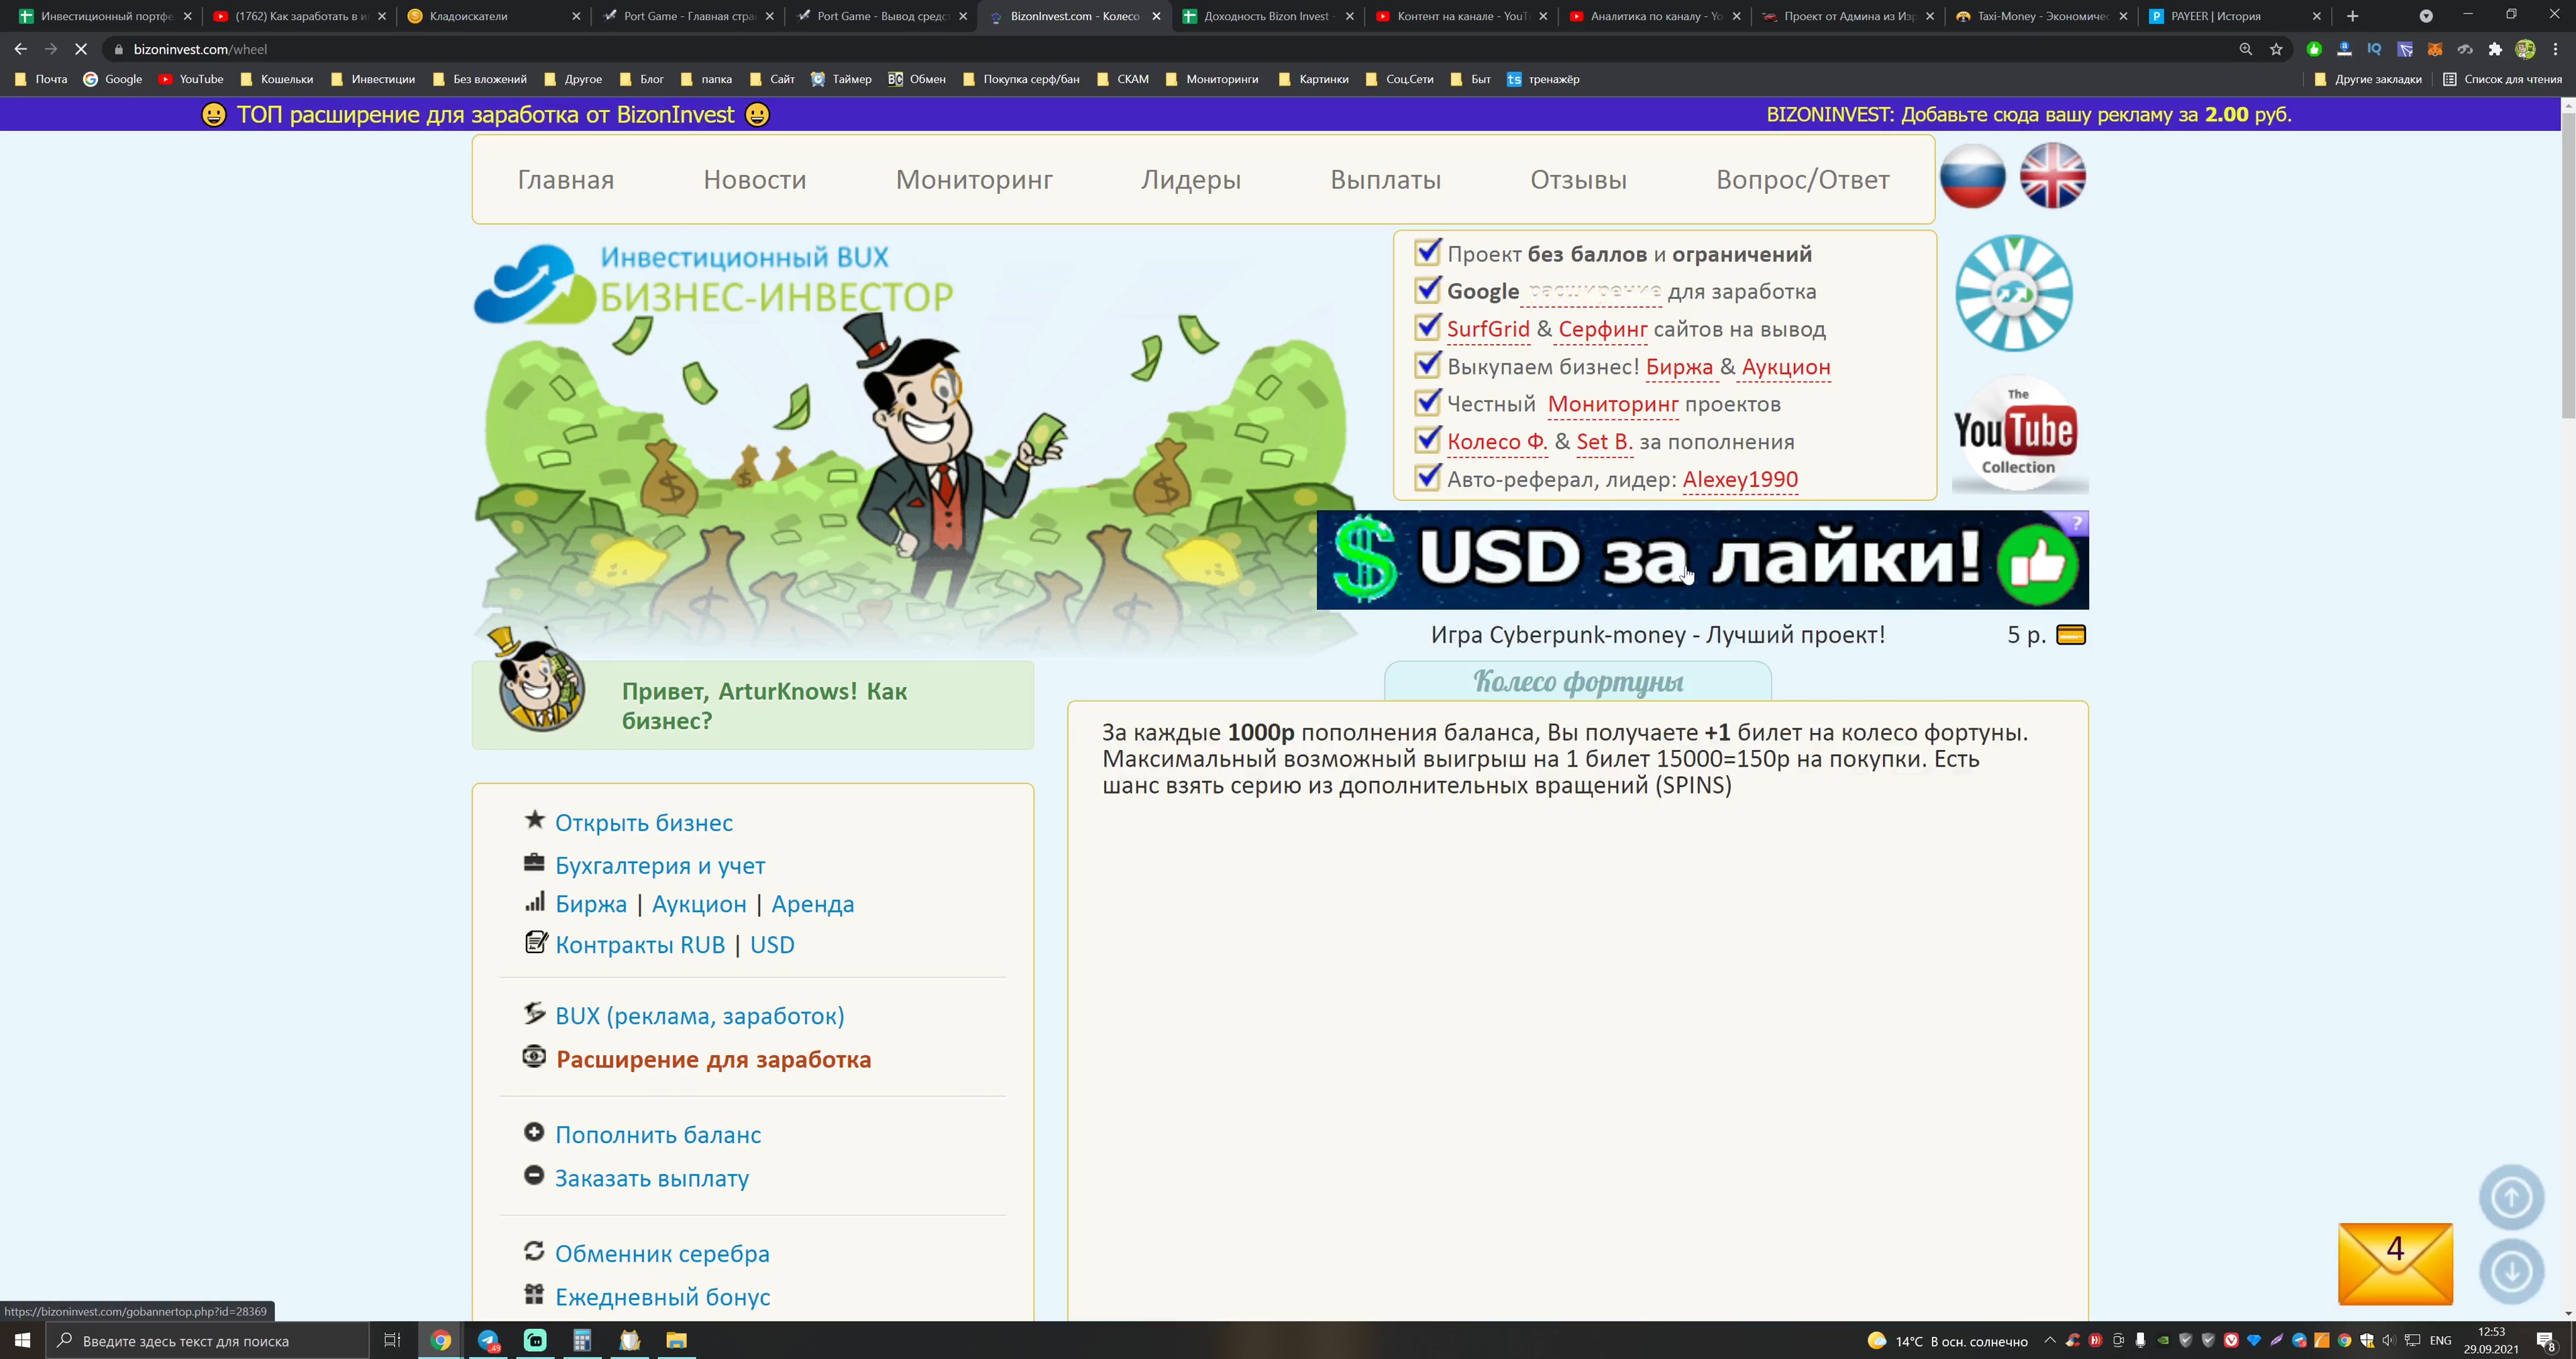 Инвестиционный портфе
(1762) Как заработать в и
Кладоискатели
Port Game - Главная стра
Port Game - Вывод средс
BizonInvest.com - Колесо
Доходность Bizon Invest -
Контент на канале - YouT
Аналитика по каналу - Yo
Проект от Админа из Изр
Taxi-Money - Экономичес
PAYEER | История
bizoninvest.com/wheel
Почта
Google
YouTube
Кошельки
Инвестиции
Без вложений
Другое
Блог
папка
Сайт
Таймер
Обмен
Покупка серф/бан
СКАМ
Мониторинги
Картинки
Соц.Сети
Быт
тренажёр
Другие закладки
Список для чтения
ТОП расширение для заработка от BizonInvest
BIZONINVEST: Добавьте сюда вашу рекламу за 2.00 руб.
Главная
Новости
Мониторинг
Лидеры
Выплаты
Отзывы
Вопрос/Ответ
Инвестиционный BUX
БИЗНЕС-ИНВЕСТОР
Проект без баллов и ограничений
Google расширение для заработка
SurfGrid & Серфинг сайтов на вывод
Выкупаем бизнес! Биржа & Аукцион
Честный Мониторинг проектов
Колесо Ф. & Set B. за пополнения
Авто-реферал, лидер: Alexey1990
The
YouTube
Collection
$ USD за лайки!
?
Игра Cyberpunk-money - Лучший проект!
5 р.
Привет, ArturKnows! Как
бизнес?
Колесо фортуны
За каждые 1000р пополнения баланса, Вы получаете +1 билет на колесо фортуны.
Максимальный возможный выигрыш на 1 билет 15000=150р на покупки. Есть
шанс взять серию из дополнительных вращений (SPINS)
Открыть бизнес
Бухгалтерия и учет
Биржа | Аукцион | Аренда
Контракты RUB | USD
BUX (реклама, заработок)
Расширение для заработка
Пополнить баланс
Заказать выплату
Обменник серебра
Ежедневный бонус
4
https://bizoninvest.com/gobannertop.php?id=28369
Введите здесь текст для поиска
14°C В осн. солнечно
ENG
12:53
29.09.2021
8